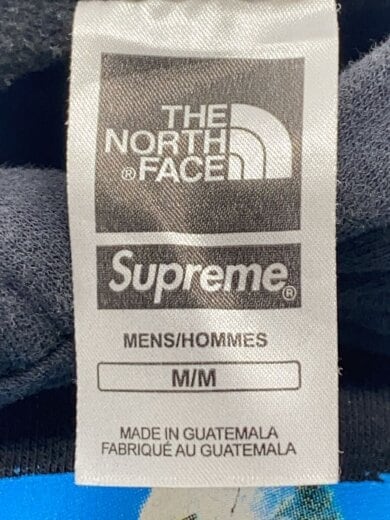 THE
NORTH
® FACE
Supreme®
MENS/HOMMES
M/M
MADE IN GUATEMALA
FABRIQUÉ AU GUATEMALA